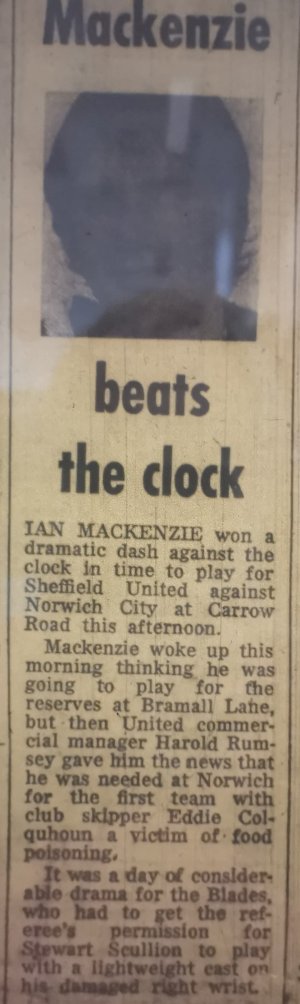 Mackenzie
beats
the clock
IAN MACKENZIE won a
dramatic dash against the
clock in time to play for
Sheffield United against
Norwich City at Carrow
Road this afternoon.
Mackenzie woke up this
morning thinking he was
going to play for the
reserves at Bramall Lane,
but then United commer-
cial manager Harold Rum-
sey gave him the news that
he was needed at Norwich
for the first team with
club skipper Eddie Col-
quhoun a victim of food
poisoning.
It was a day of consider-
able drama for the Blades,
who had to get the ref-
eree's permission for
Stewart Scullion to play
with a lightweight cast on
his damaged right wrist.